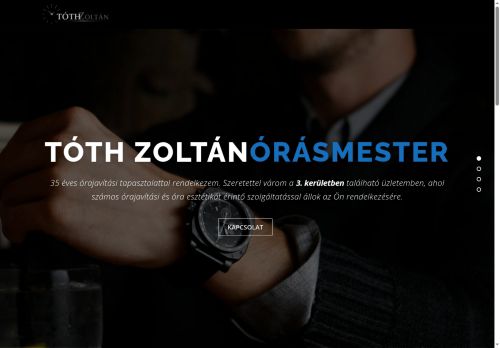 TÓTH ZOLTÁN
TÓTH ZOLTÁNÓRÁSMESTER
35 éves órajavítási tapasztalattal rendelkezem. Szeretettel várom a 3. kerületben található üzletemben, ahol
számos órajavítási és óra esztétikát érintő szolgáltatással állok az Ön rendelkezésére.
KAPCSOLAT